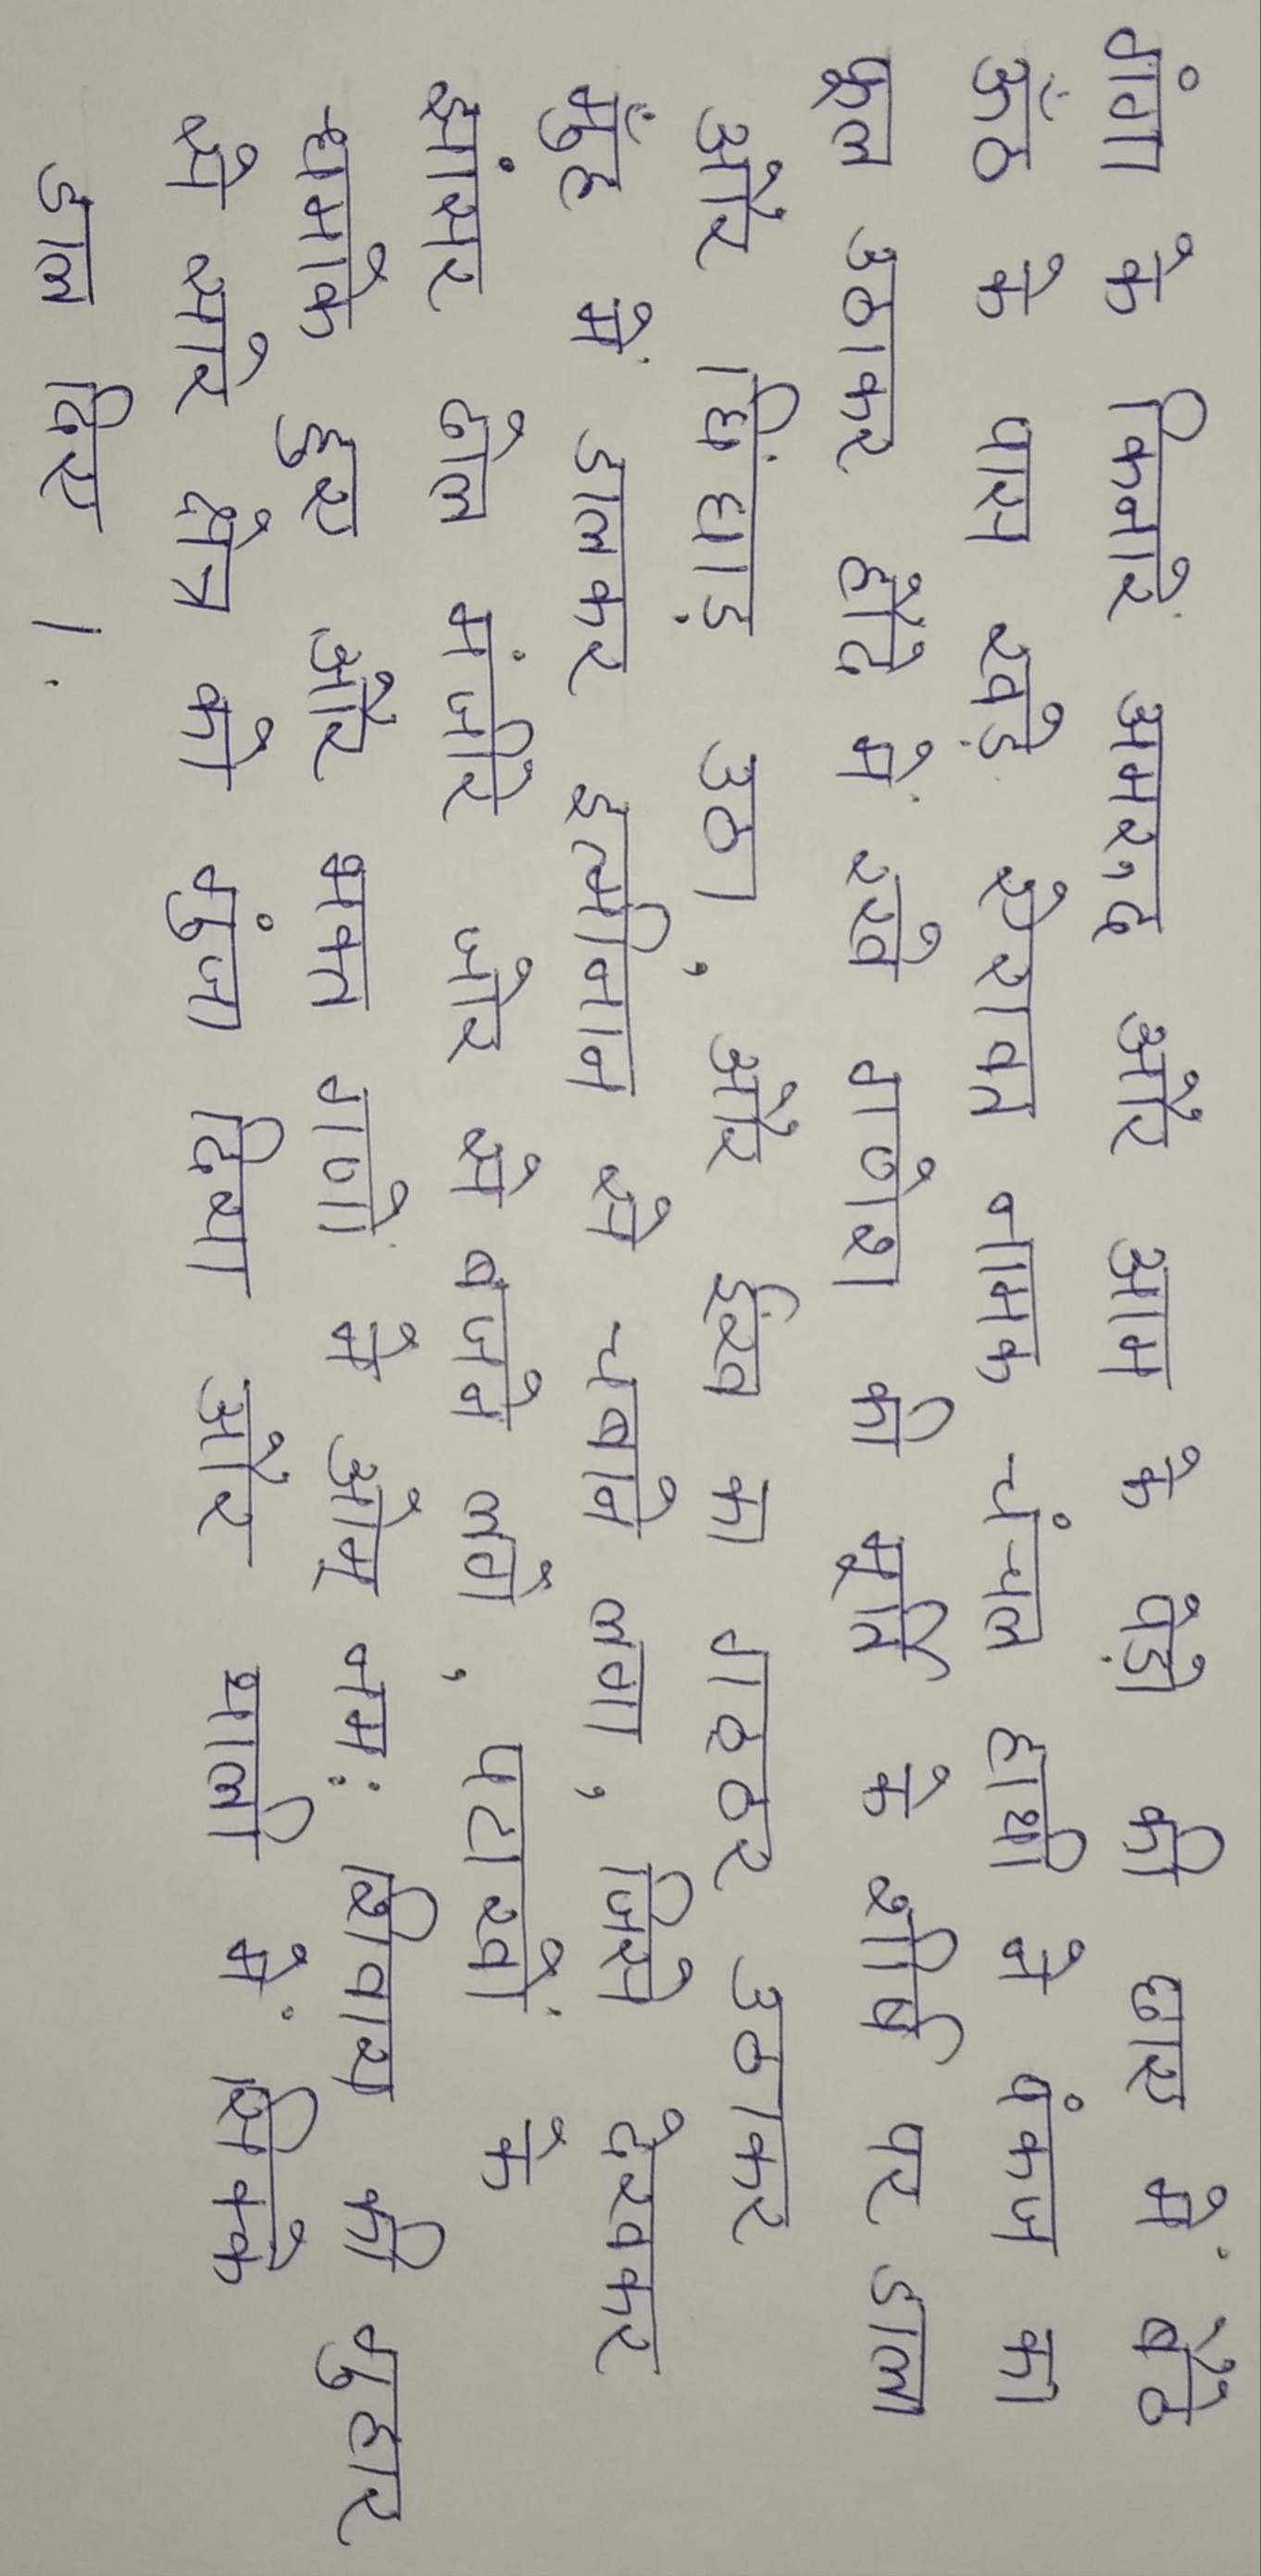 गंगा के किनारें अमरूद और आम के पेड़ो की छाए में बैठे
ऊँठ के पास खड़े ऐरावत नामक चंचल हाथी ने पंकज का
फूल उठाकर हौदे में रखे गणेश की मूर्ति के शीर्ष पर डाला
और घिंघाड़ उठा, और ईख का गठ्ठर उठाकर
मुँह में डालकर इत्मीनान से चबाने लगा, जिसे देखकर
झांसर ढोल मंजीरे जोर से बजने लगे, पटाखों के
धमाके हुए और भक्त गणों ने ओम् नम: शिवाय की गुहार
से सारे क्षेत्र को गुंजा दिया और थाली में सिक्के
डाल दिए ।.